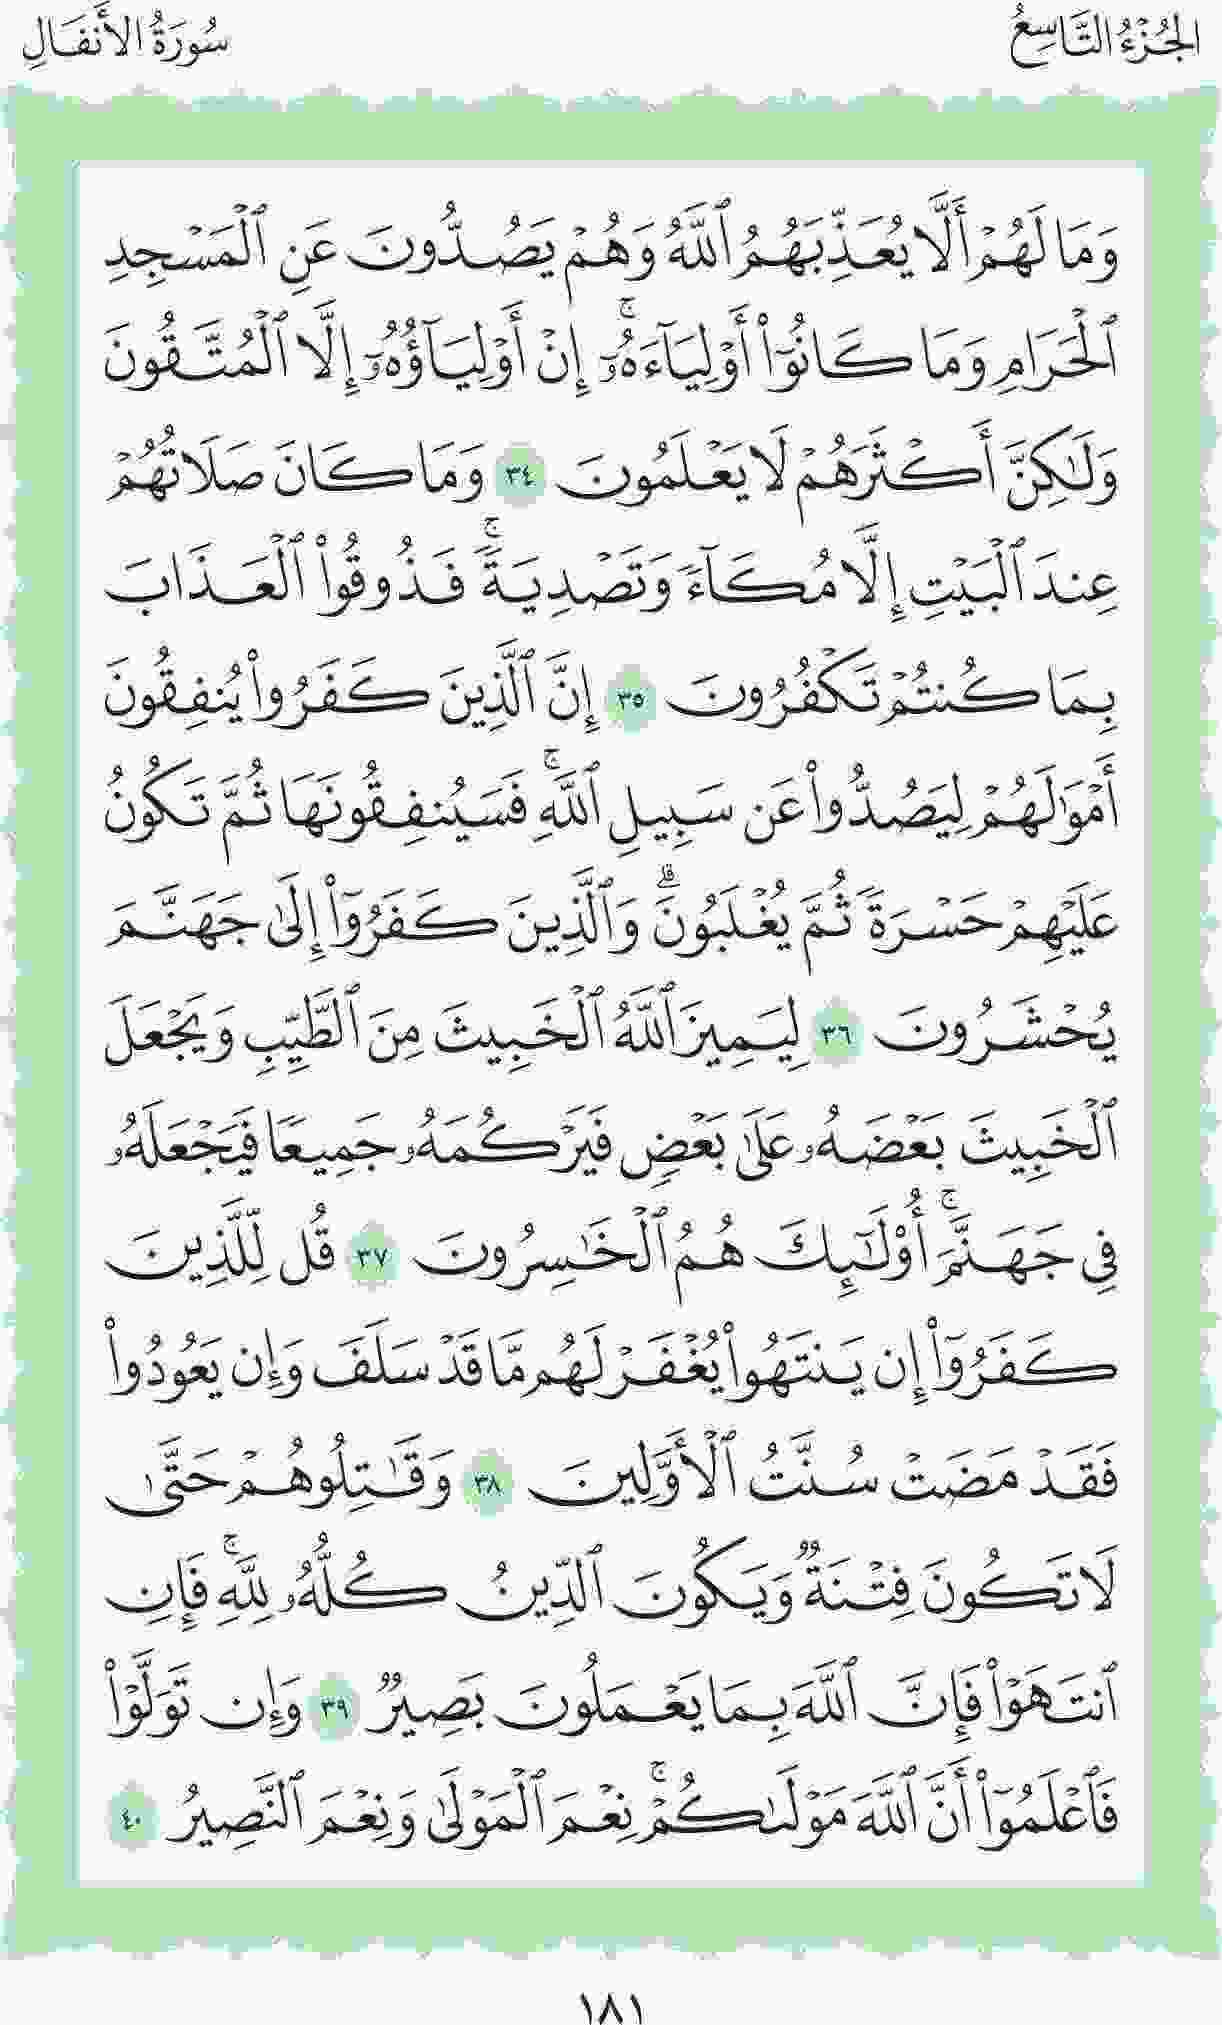 الجُزْءُ التَّاسِعُ
سُورَةُ الأَنفَالِ
وَمَا لَهُمْ أَلَّا يُعَذِّبَهُمُ ٱللَّهُ وَهُمْ يَصُدُّونَ عَنِ ٱلْمَسْجِدِ
ٱلْحَرَامِ وَمَا كَانُوٓا۟ أَوْلِيَآءَهُۥٓ ۚ إِنْ أَوْلِيَآؤُهُۥٓ إِلَّا ٱلْمُتَّقُونَ
وَلَـٰكِنَّ أَكْثَرَهُمْ لَا يَعْلَمُونَ ٣٤ وَمَا كَانَ صَلَاتُهُمْ
عِندَ ٱلْبَيْتِ إِلَّا مُكَآءً وَتَصْدِيَةً ۚ فَذُوقُوا۟ ٱلْعَذَابَ
بِمَا كُنتُمْ تَكْفُرُونَ ٣٥ إِنَّ ٱلَّذِينَ كَفَرُوا۟ يُنفِقُونَ
أَمْوَٰلَهُمْ لِيَصُدُّوا۟ عَن سَبِيلِ ٱللَّهِ ۚ فَسَيُنفِقُونَهَا ثُمَّ تَكُونُ
عَلَيْهِمْ حَسْرَةً ثُمَّ يُغْلَبُونَ ۗ وَٱلَّذِينَ كَفَرُوٓا۟ إِلَىٰ جَهَنَّمَ
يُحْشَرُونَ ٣٦ لِيَمِيزَ ٱللَّهُ ٱلْخَبِيثَ مِنَ ٱلطَّيِّبِ وَيَجْعَلَ
ٱلْخَبِيثَ بَعْضَهُۥ عَلَىٰ بَعْضٍ فَيَرْكُمَهُۥ جَمِيعًا فَيَجْعَلَهُۥ
فِى جَهَنَّمَ ۚ أُو۟لَـٰٓئِكَ هُمُ ٱلْخَـٰسِرُونَ ٣٧ قُل لِّلَّذِينَ
كَفَرُوٓا۟ إِن يَنتَهُوا۟ يُغْفَرْ لَهُم مَّا قَدْ سَلَفَ وَإِن يَعُودُوا۟
فَقَدْ مَضَتْ سُنَّتُ ٱلْأَوَّلِينَ ٣٨ وَقَـٰتِلُوهُمْ حَتَّىٰ
لَا تَكُونَ فِتْنَةٌ وَيَكُونَ ٱلدِّينُ كُلُّهُۥ لِلَّهِ ۚ فَإِنِ
ٱنتَهَوْا۟ فَإِنَّ ٱللَّهَ بِمَا يَعْمَلُونَ بَصِيرٌ ٣٩ وَإِن تَوَلَّوْا۟
فَٱعْلَمُوٓا۟ أَنَّ ٱللَّهَ مَوْلَىٰكُمْ ۚ نِعْمَ ٱلْمَوْلَىٰ وَنِعْمَ ٱلنَّصِيرُ ٤٠
١٨١